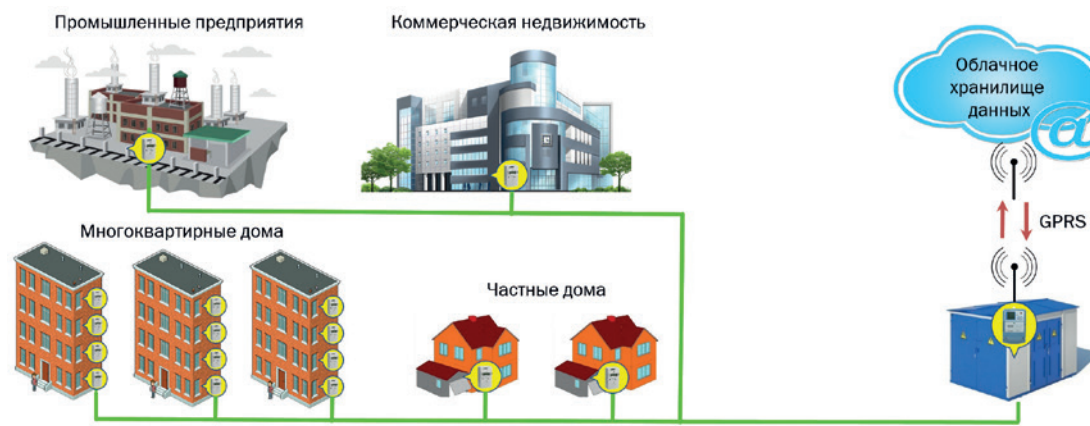 Промышленные предприятия
Коммерческая недвижимость
Облачное
хранилище
данных
@
GPRS
Многоквартирные дома
Частные дома